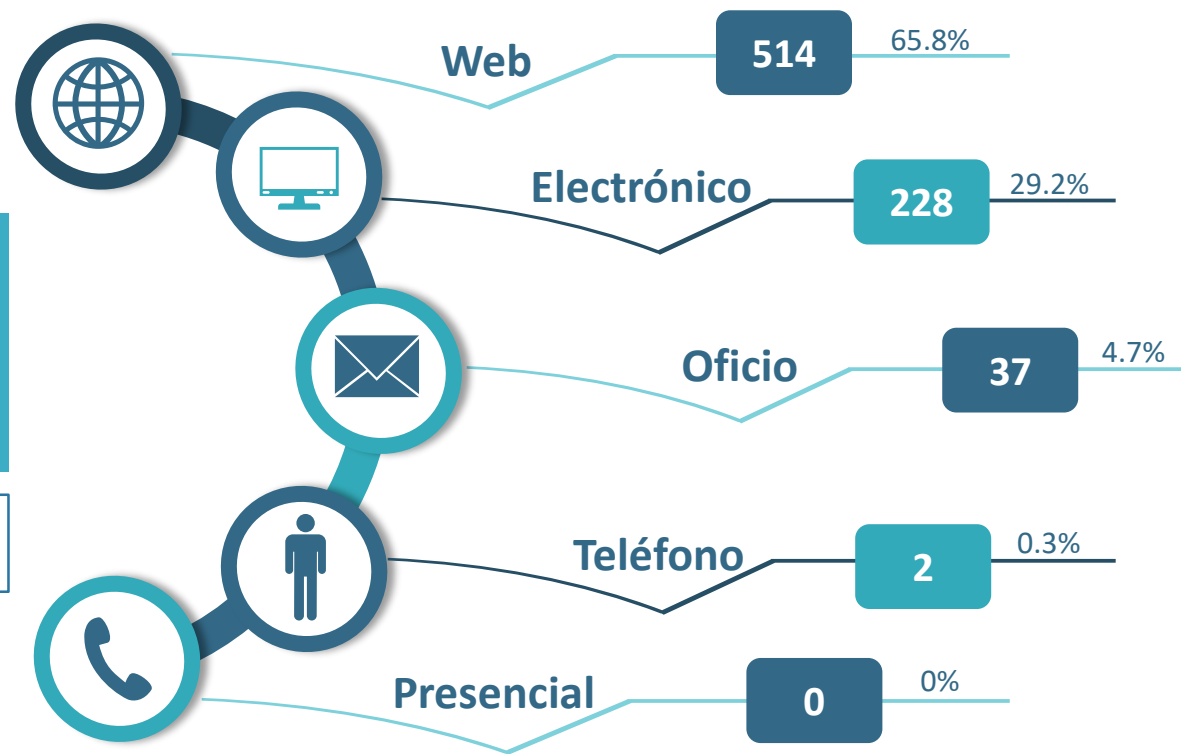 Web 514 65.8%
Electrónico 228 29.2%
Oficio 37 4.7%
Teléfono 2 0.3%
Presencial 0 0%